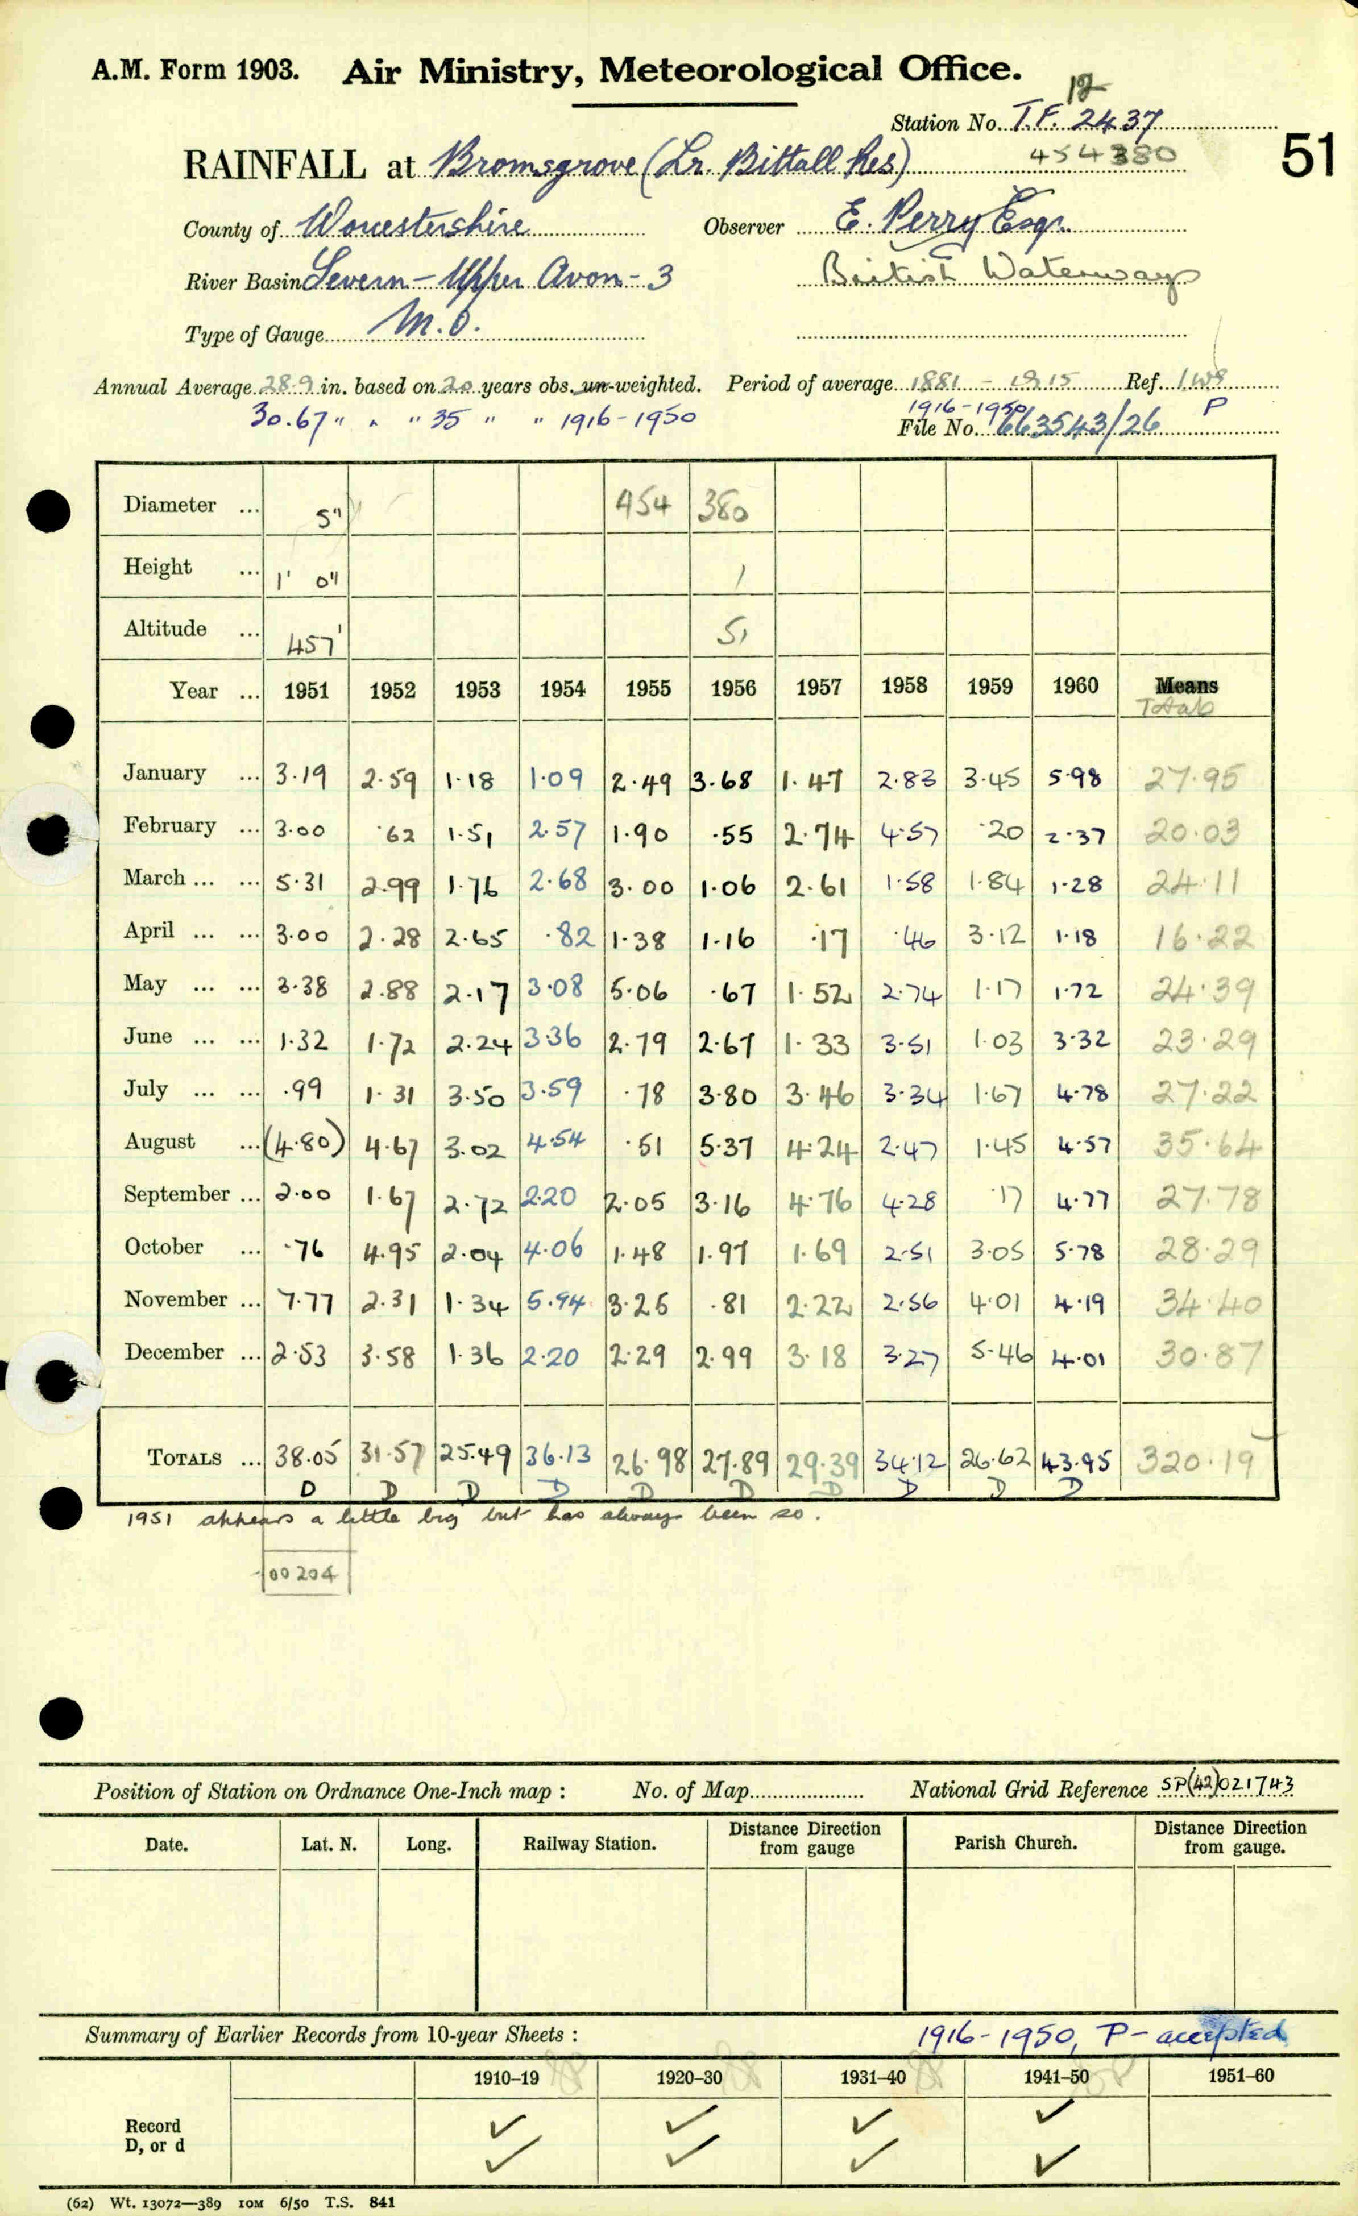 A.M. Form 1903. Air Ministry, Meteorological Office.
12
Station No. T.F. 2437
RAINFALL at Bromsgrove (Lr. Bittall Res) 454380 51
County of Worcestershire Observer E. Perry Esqr.
River Basin Severn - Upper Avon - 3 British Waterways
Type of Gauge M.O.
Annual Average 28.9 in. based on 20 years obs. un-weighted. Period of average 1881 - 1915 Ref.
30.67 " " " 35 " " 1916-1950 1916-1950 P
File No. 663543/26
Diameter ... 5" 454 380
Height ... 1' 0" 1
Altitude ... 457' 51
Year ... 1951 1952 1953 1954 1955 1956 1957 1958 1959 1960 Means
Totals
January ... 3.19 2.59 1.18 1.09 2.49 3.68 1.47 2.83 3.45 5.98 27.95
February ... 3.00 .62 1.51 2.57 1.90 .55 2.74 4.57 .20 2.37 20.03
March ... ... 5.31 2.99 1.76 2.68 3.00 1.06 2.61 1.58 1.84 1.28 24.11
April ... ... 3.00 2.28 2.65 .82 1.38 1.16 .17 .46 3.12 1.18 16.22
May ... ... 3.38 2.88 2.17 3.08 5.06 .67 1.52 2.74 1.17 1.72 24.39
June ... ... 1.32 1.72 2.24 3.36 2.79 2.67 1.33 3.51 1.03 3.32 23.29
July ... ... .99 1.31 3.50 3.59 .78 3.80 3.46 3.34 1.67 4.78 27.22
August ... (4.80) 4.67 3.02 4.54 .51 5.37 4.24 2.47 1.45 4.57 35.64
September ... 2.00 1.67 2.72 2.20 2.05 3.16 4.76 4.28 .17 4.77 27.78
October ... .76 4.95 2.04 4.06 1.48 1.97 1.69 2.51 3.05 5.78 28.29
November ... 7.77 2.31 1.34 5.94 3.26 .81 2.22 2.56 4.01 4.19 34.40
December ... 2.53 3.58 1.36 2.20 2.29 2.99 3.18 3.27 5.46 4.01 30.87
TOTALS ... 38.05 31.57 25.49 36.13 26.98 27.89 29.39 34.12 26.62 43.95 320.19
D D D D D D D D D D
1951 appears a little big but has always been so.
00204
Position of Station on Ordnance One-Inch map : No. of Map National Grid Reference SP(42)021743
Date. Lat. N. Long. Railway Station. Distance from Direction gauge Parish Church. Distance from Direction gauge.
Summary of Earlier Records from 10-year Sheets : 1916-1950, P - accepted
1910–19 1920–30 1931–40 1941–50 1951–60
Record ✓ ✓ ✓ ✓
D, or d ✓ ✓ ✓ ✓
(62) Wt. 13072—389 10M 6/50 T.S. 841